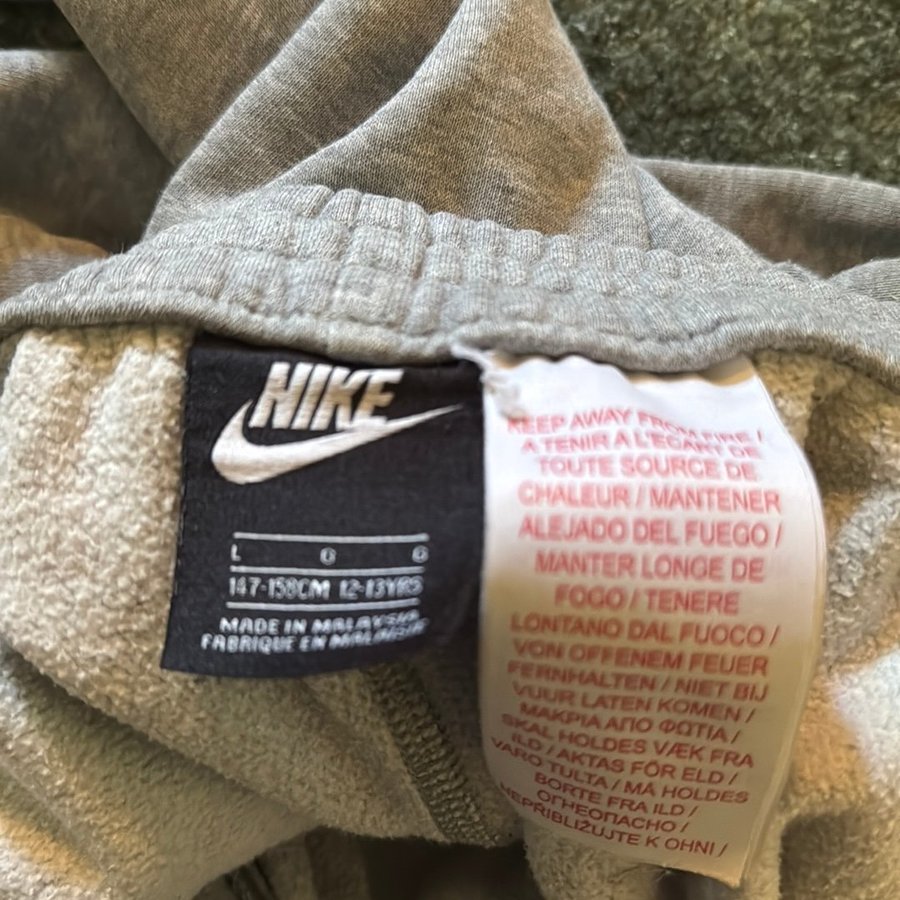 NIKE
L G G
147-158CM 12-13YRS
MADE IN MALAYSIA
FABRIQUE EN MALAISIE
KEEP AWAY FROM FIRE /
A TENIR A L'ECART DE
TOUTE SOURCE DE
CHALEUR / MANTENER
ALEJADO DEL FUEGO /
MANTER LONGE DE
FOGO / TENERE
LONTANO DAL FUOCO /
VON OFFENEM FEUER
FERNHALTEN / NIET BIJ
VUUR LATEN KOMEN /
ΜΑΚΡΙΑ ΑΠΟ ΦΩΤΙΑ /
SKAL HOLDES VÆK FRA
ILD / AKTAS FÖR ELD /
VARO TULTA / MÅ HOLDES
BORTE FRA ILD /
ОГНЕОПАСНО /
NEPŘIBLIŽUJTE K OHNI /